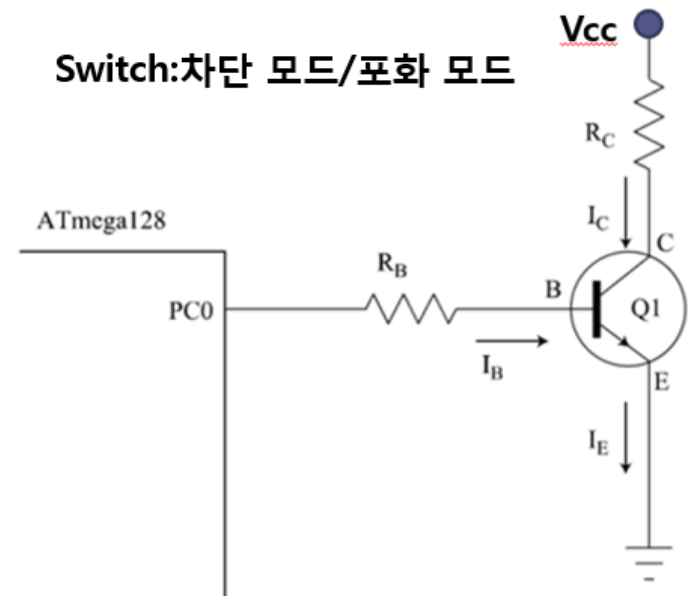 Vcc
Switch:차단 모드/포화 모드
R_C
I_C
C
ATmega128
R_B
B
Q1
PC0
I_B
E
I_E